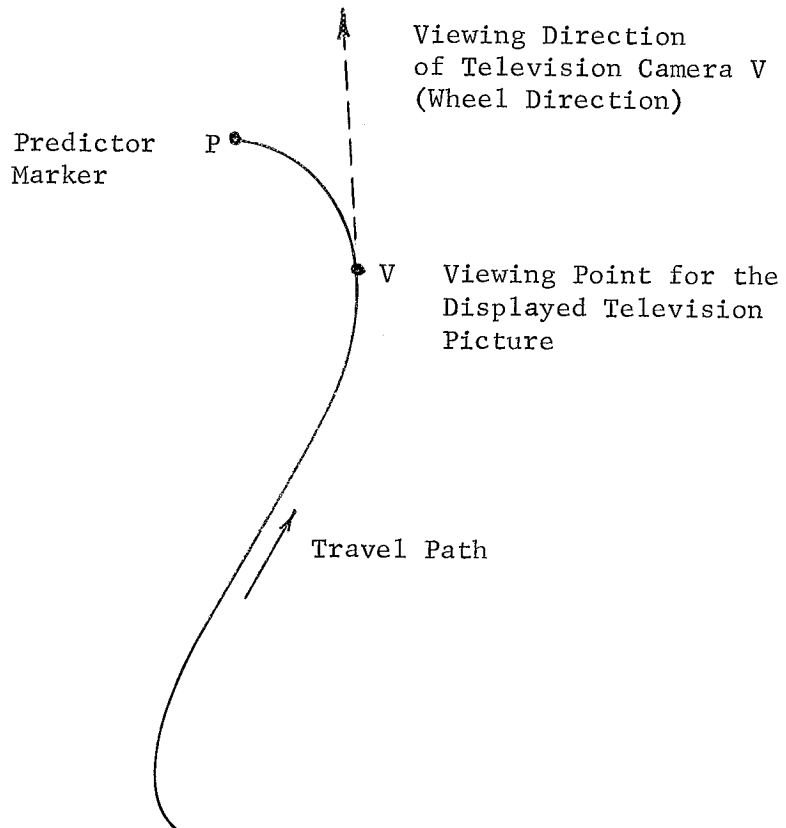 Viewing Direction
of Television Camera V
(Wheel Direction)
Predictor
Marker
P
V
Viewing Point for the
Displayed Television
Picture
Travel Path